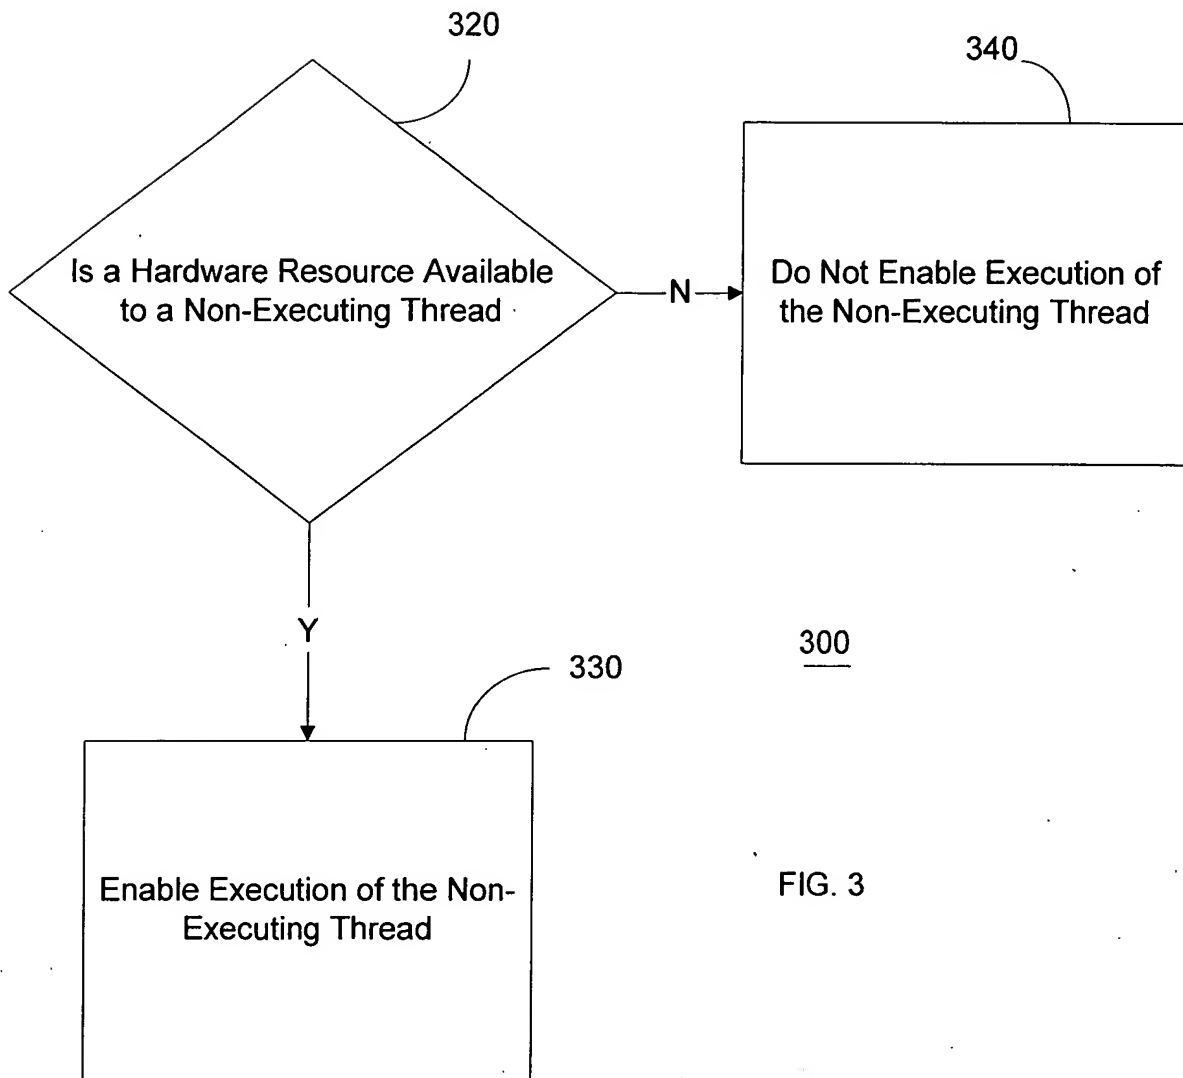 320
340
Is a Hardware Resource Available
to a Non-Executing Thread
N
Do Not Enable Execution of
the Non-Executing Thread
Y
300
330
Enable Execution of the Non-
Executing Thread
FIG. 3